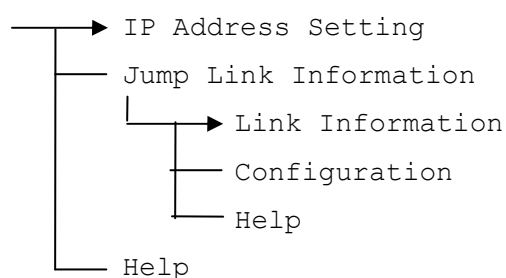 IP Address Setting
Jump Link Information
Link Information
Configuration
Help
Help